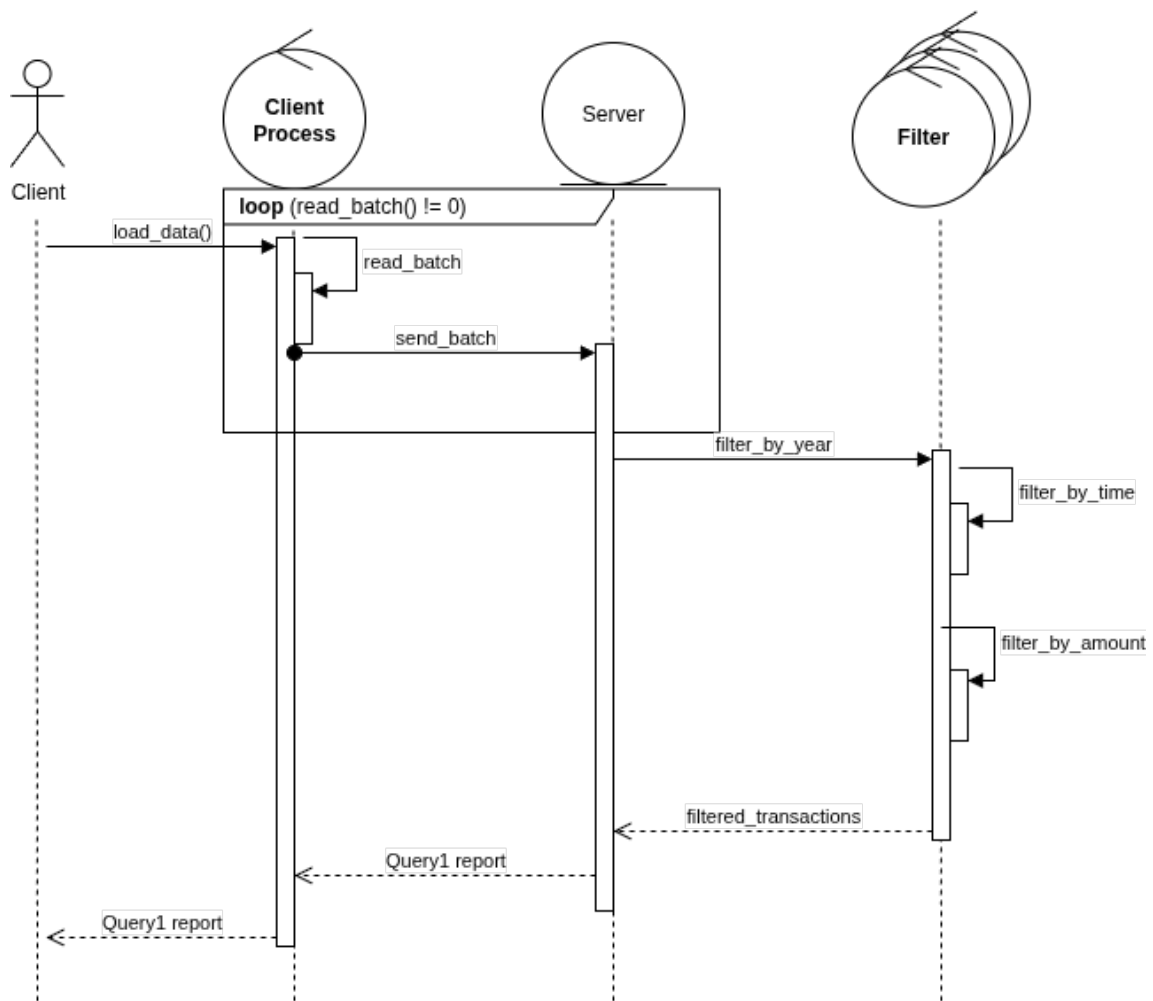 Client
Process
Server
Filter
Client
loop (read_batch() != 0)
load_data()
read_batch
send_batch
filter_by_year
filter_by_time
filter_by_amount
filtered_transactions
Query1 report
Query1 report